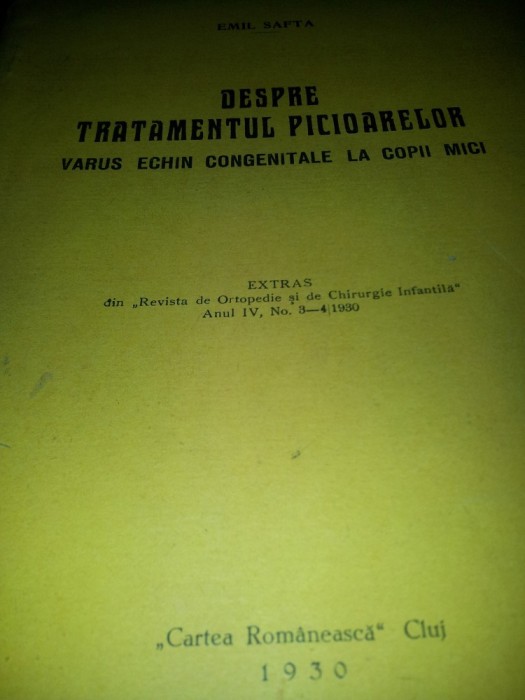 EMIL SAFTA
DESPRE
TRATAMENTUL PICIOARELOR
VARUS ECHIN CONGENITALE LA COPII MICI
EXTRAS
din „Revista de Ortopedie și de Chirurgie Infantilă“
Anul IV, No. 3—4|1930
„Cartea Românească“ Cluj
1930